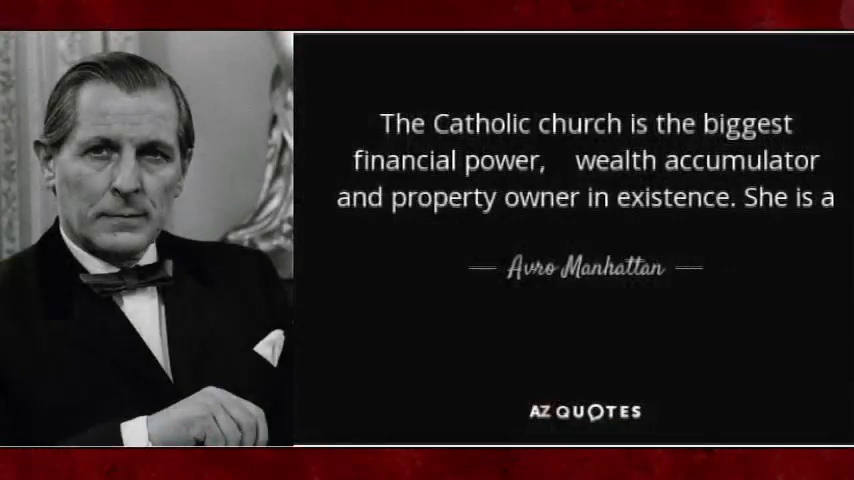 The Catholic church is the biggest
financial power, wealth accumulator
and property owner in existence. She is a
Avro Manhattan
AZ QUOTES